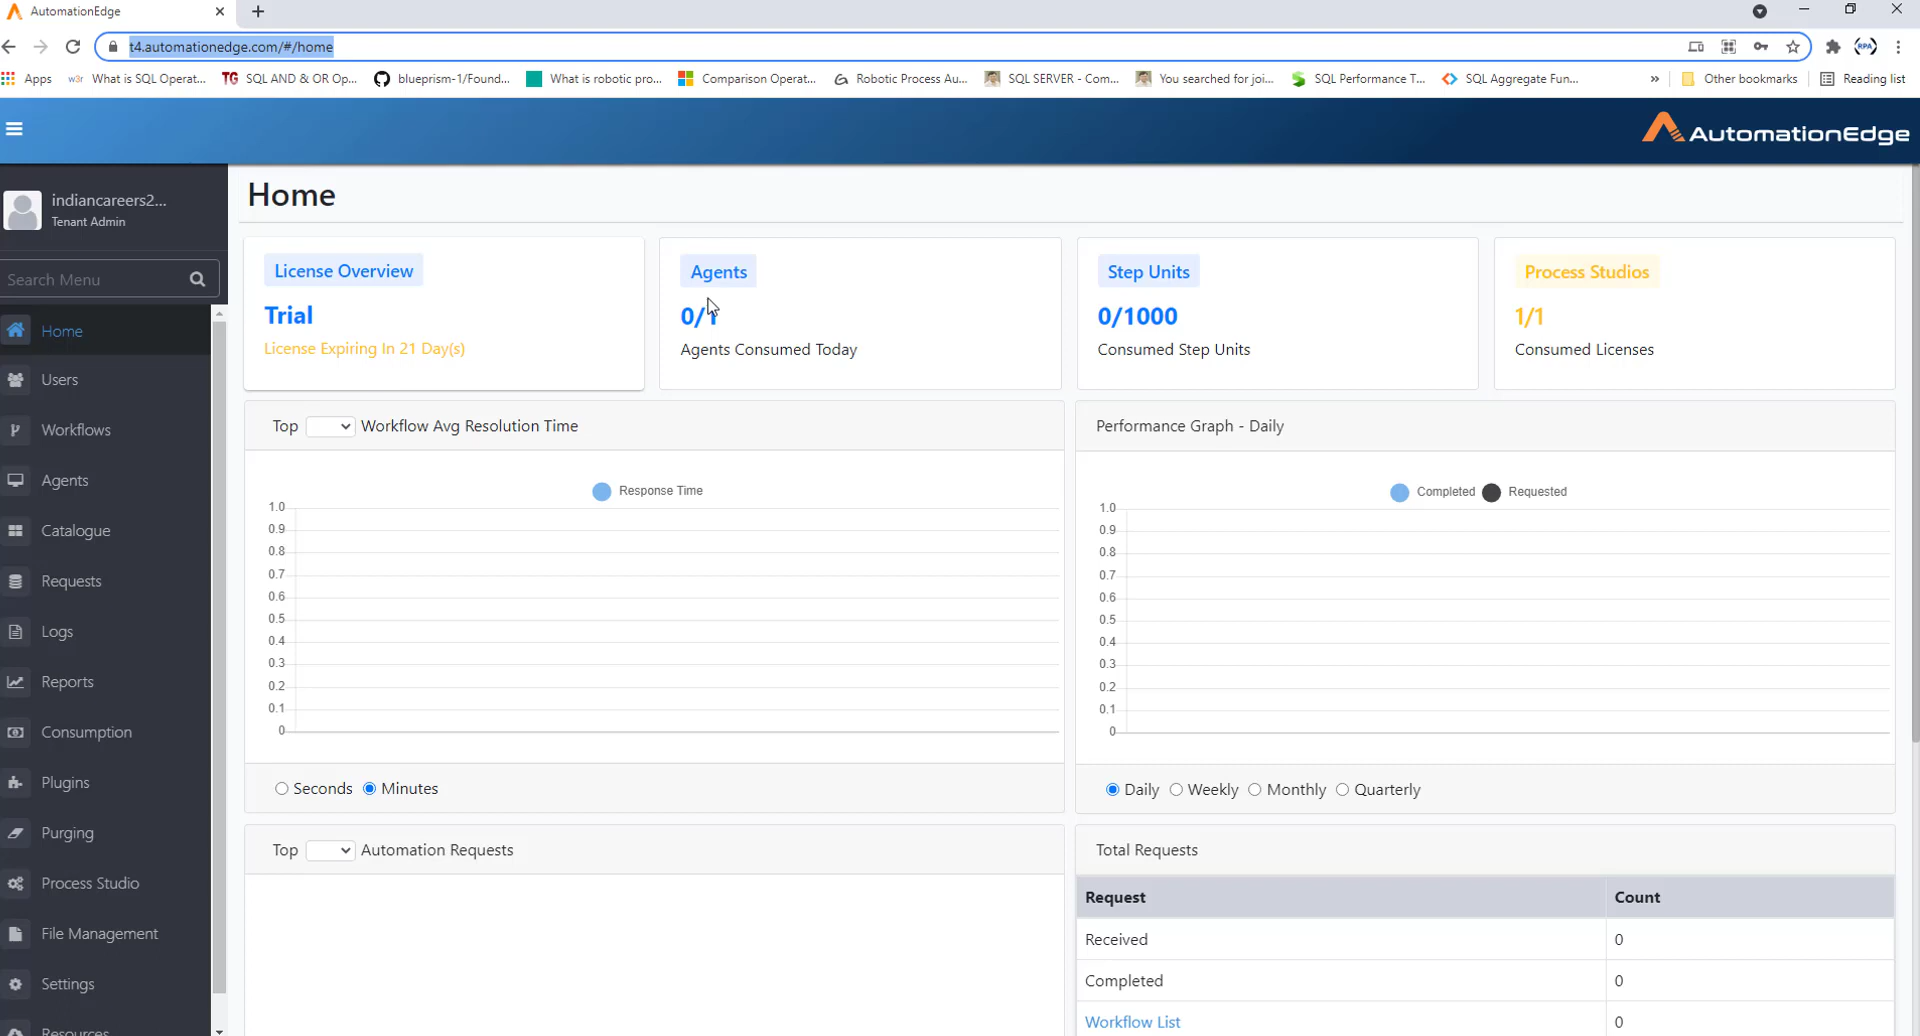 AutomationEdge
t4.automationedge.com/#/home
Apps
w3r What is SQL Operat...
TG SQL AND & OR Op...
blueprism-1/Found...
What is robotic pro...
Comparison Operat...
Robotic Process Au...
SQL SERVER - Com...
You searched for joi...
SQL Performance T...
SQL Aggregate Fun...
»
Other bookmarks
Reading list
AutomationEdge
indiancareers2...
Tenant Admin
Search Menu
Home
Users
Workflows
Agents
Catalogue
Requests
Logs
Reports
Consumption
Plugins
Purging
Process Studio
File Management
Settings
Resources
Home
License Overview
Trial
License Expiring In 21 Day(s)
Agents
0/1
Agents Consumed Today
Step Units
0/1000
Consumed Step Units
Process Studios
1/1
Consumed Licenses
Top Workflow Avg Resolution Time
Response Time
1.0
0.9
0.8
0.7
0.6
0.5
0.4
0.3
0.2
0.1
0
Seconds Minutes
Performance Graph - Daily
Completed Requested
1.0
0.9
0.8
0.7
0.6
0.5
0.4
0.3
0.2
0.1
0
Daily Weekly Monthly Quarterly
Top Automation Requests
Total Requests
Request Count
Received 0
Completed 0
Workflow List 0